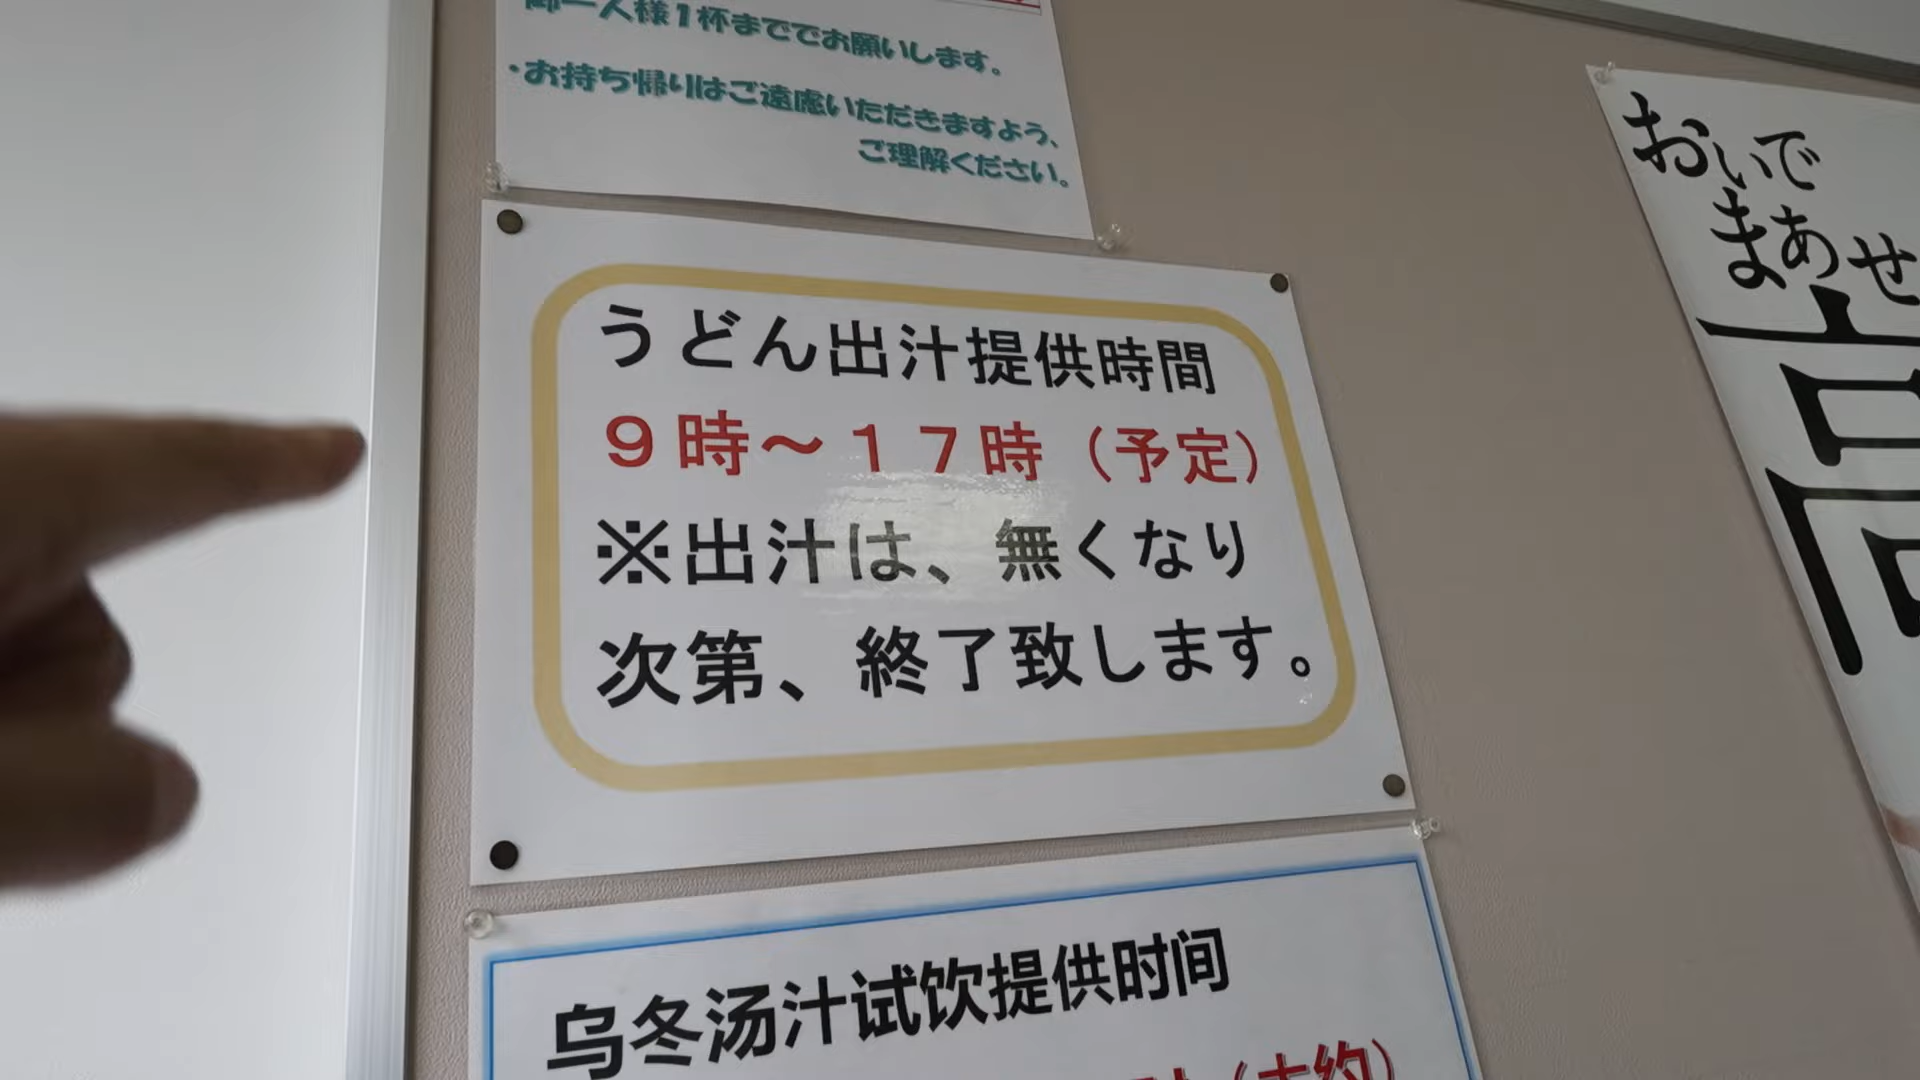 御一人様1杯まででお願いします。
・お持ち帰りはご遠慮いただきますよう、
ご理解ください。
うどん出汁提供時間
9時～17時（予定）
※出汁は、無くなり
次第、終了致します。
乌冬汤汁试饮提供时间
（大约）
おいで
まあせ
高